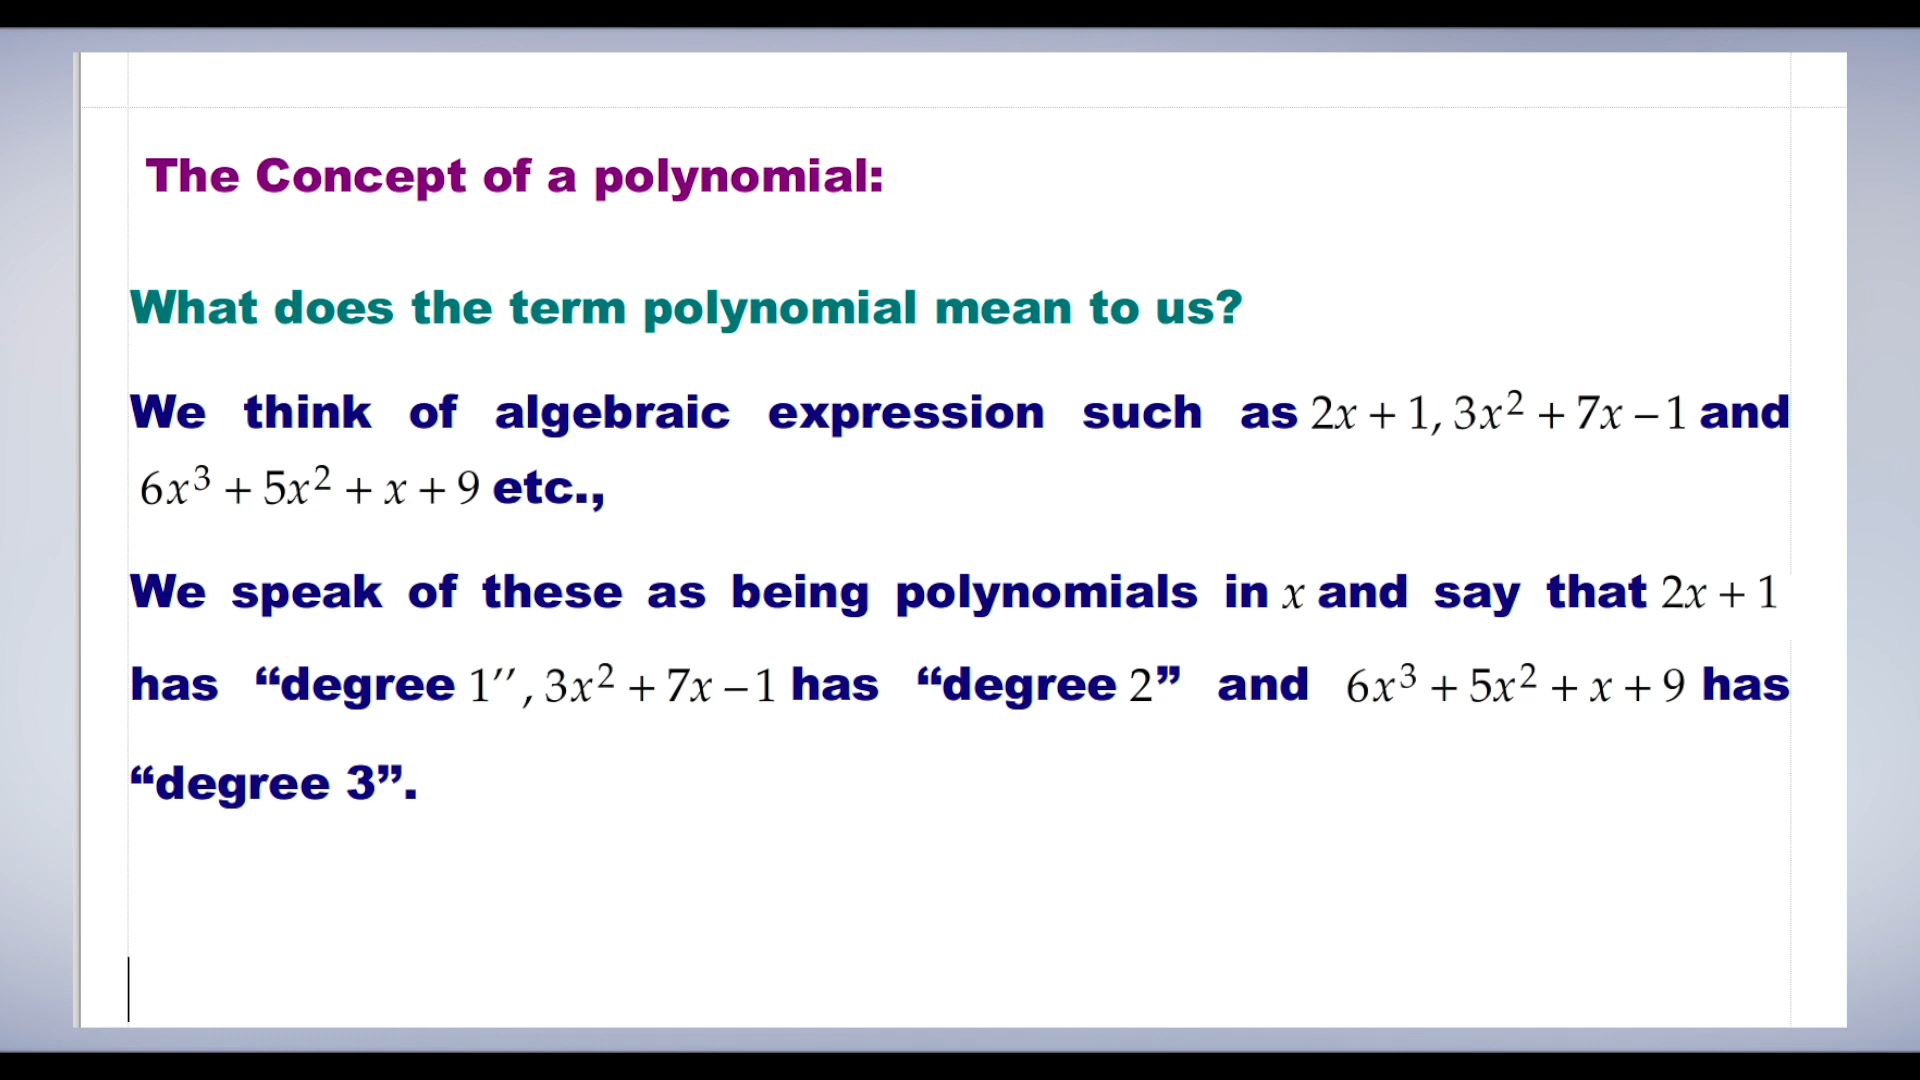 The Concept of a polynomial:
What does the term polynomial mean to us?
We think of algebraic expression such as 2x + 1, 3x² + 7x – 1 and
6x³ + 5x² + x + 9 etc.,
We speak of these as being polynomials in x and say that 2x + 1
has “degree 1″, 3x² + 7x – 1 has “degree 2” and 6x³ + 5x² + x + 9 has
“degree 3”.